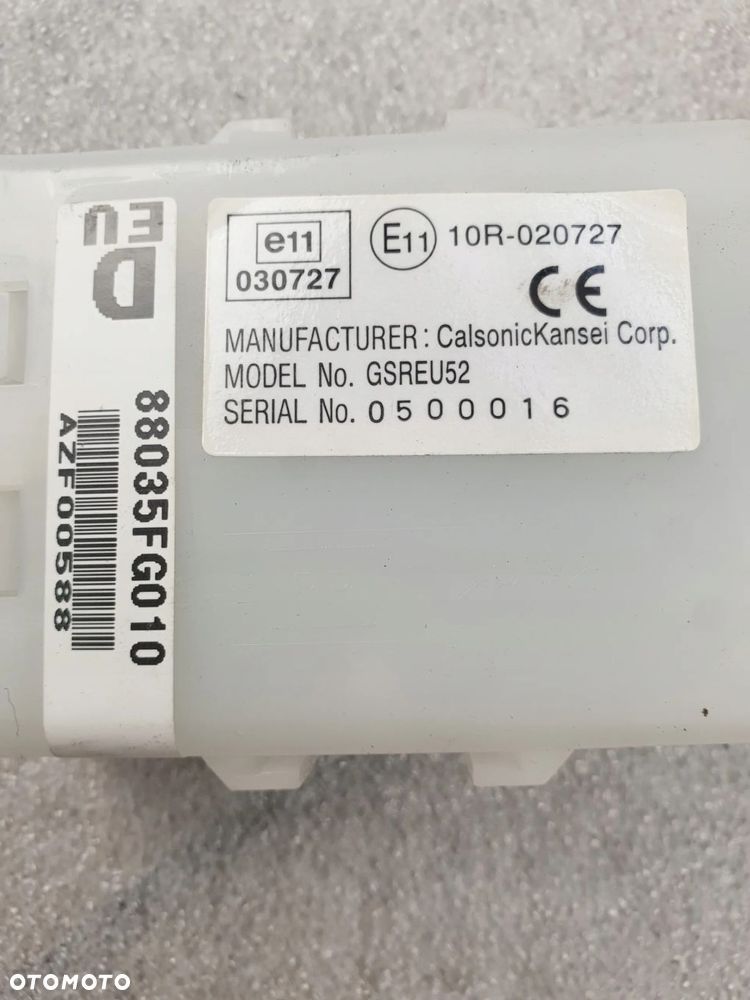 D
EU
88035FG010
AZF00588
e11
030727
E11 10R-020727
CE
MANUFACTURER: CalsonicKansei Corp.
MODEL No. GSREU52
SERIAL No. 0500016
OTOMOTO